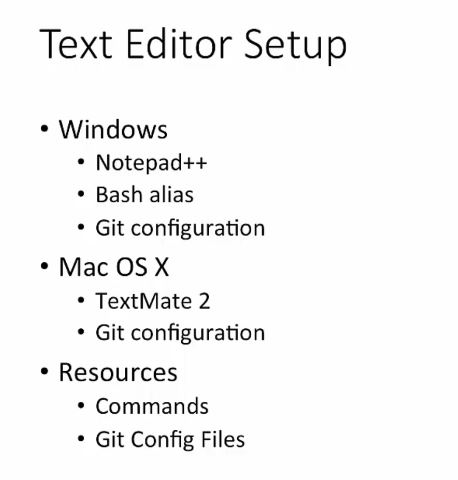 Text Editor Setup
• Windows
• Notepad++
• Bash alias
• Git configuration
• Mac OS X
• TextMate 2
• Git configuration
• Resources
• Commands
• Git Config Files